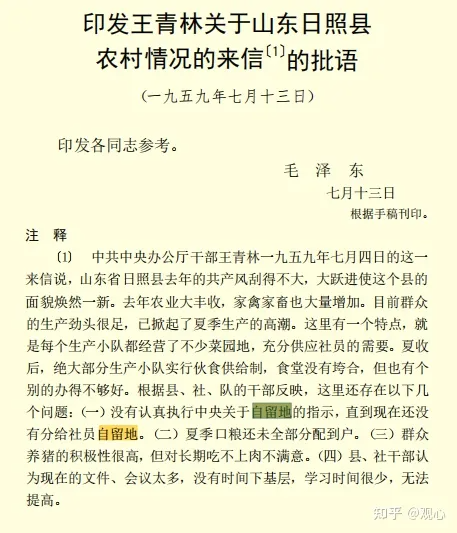 印发王青林关于山东日照县
农村情况的来信〔1〕的批语
（一九五九年七月十三日）
印发各同志参考。
毛 泽 东
七月十三日
根据手稿刊印。
注 释
〔1〕 中共中央办公厅干部王青林一九五九年七月四日的这一
来信说，山东省日照县去年的共产风刮得不大，大跃进使这个县的
面貌焕然一新。去年农业大丰收，家禽家畜也大量增加。目前群众
的生产劲头很足，已掀起了夏季生产的高潮。这里有一个特点，就
是每个生产小队都经营了不少菜园地，充分供应社员的需要。夏收
后，绝大部分生产小队实行伙食供给制，食堂没有垮台，但也有个
别的办得不够好。根据县、社、队的干部反映，这里还存在以下几
个问题：（一）没有认真执行中央关于自留地的指示，直到现在还没
有分给社员自留地。（二）夏季口粮还未全部分配到户。（三）群众
养猪的积极性很高，但对长期吃不上肉不满意。（四）县、社干部认
为现在的文件、会议太多，没有时间下基层，学习时间很少，无法
提高。
知乎 @观心